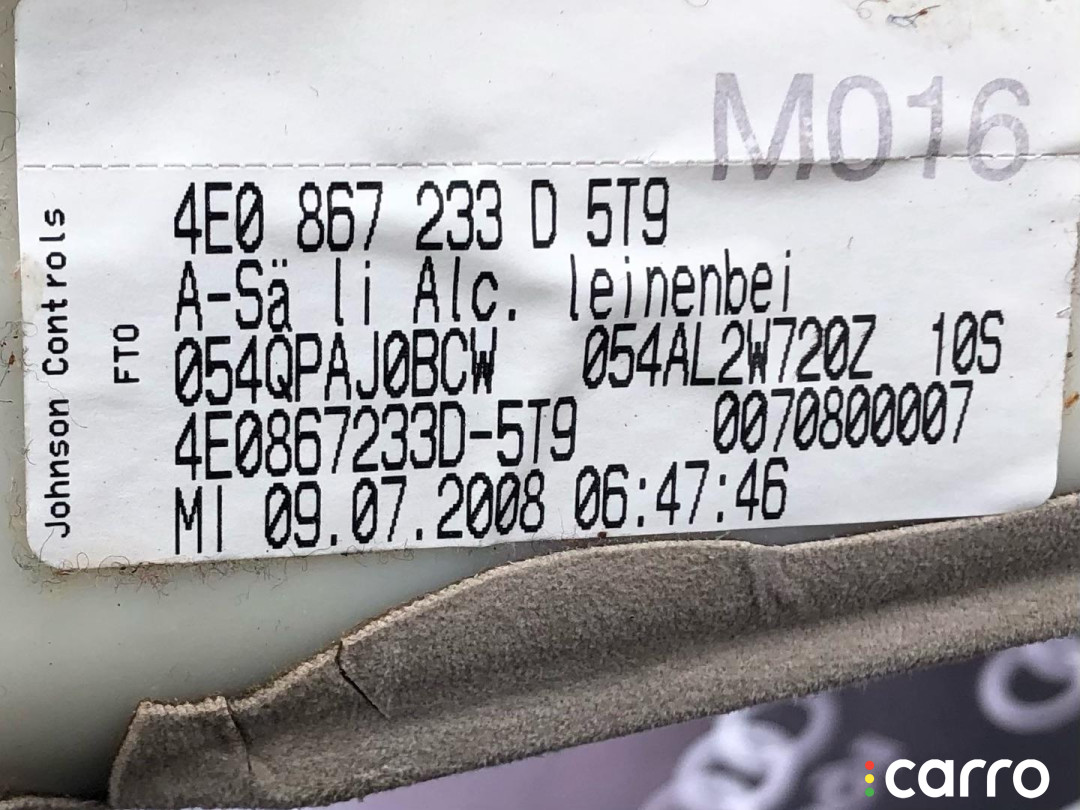 M016
4E0 867 233 D 5T9
A-Sä li Alc. leinenbei
054QPAJ0BCW 054AL2W720Z 10S
4E0867233D-5T9 0070800007
MI 09.07.2008 06:47:46
Johnson Controls
FTO
carro